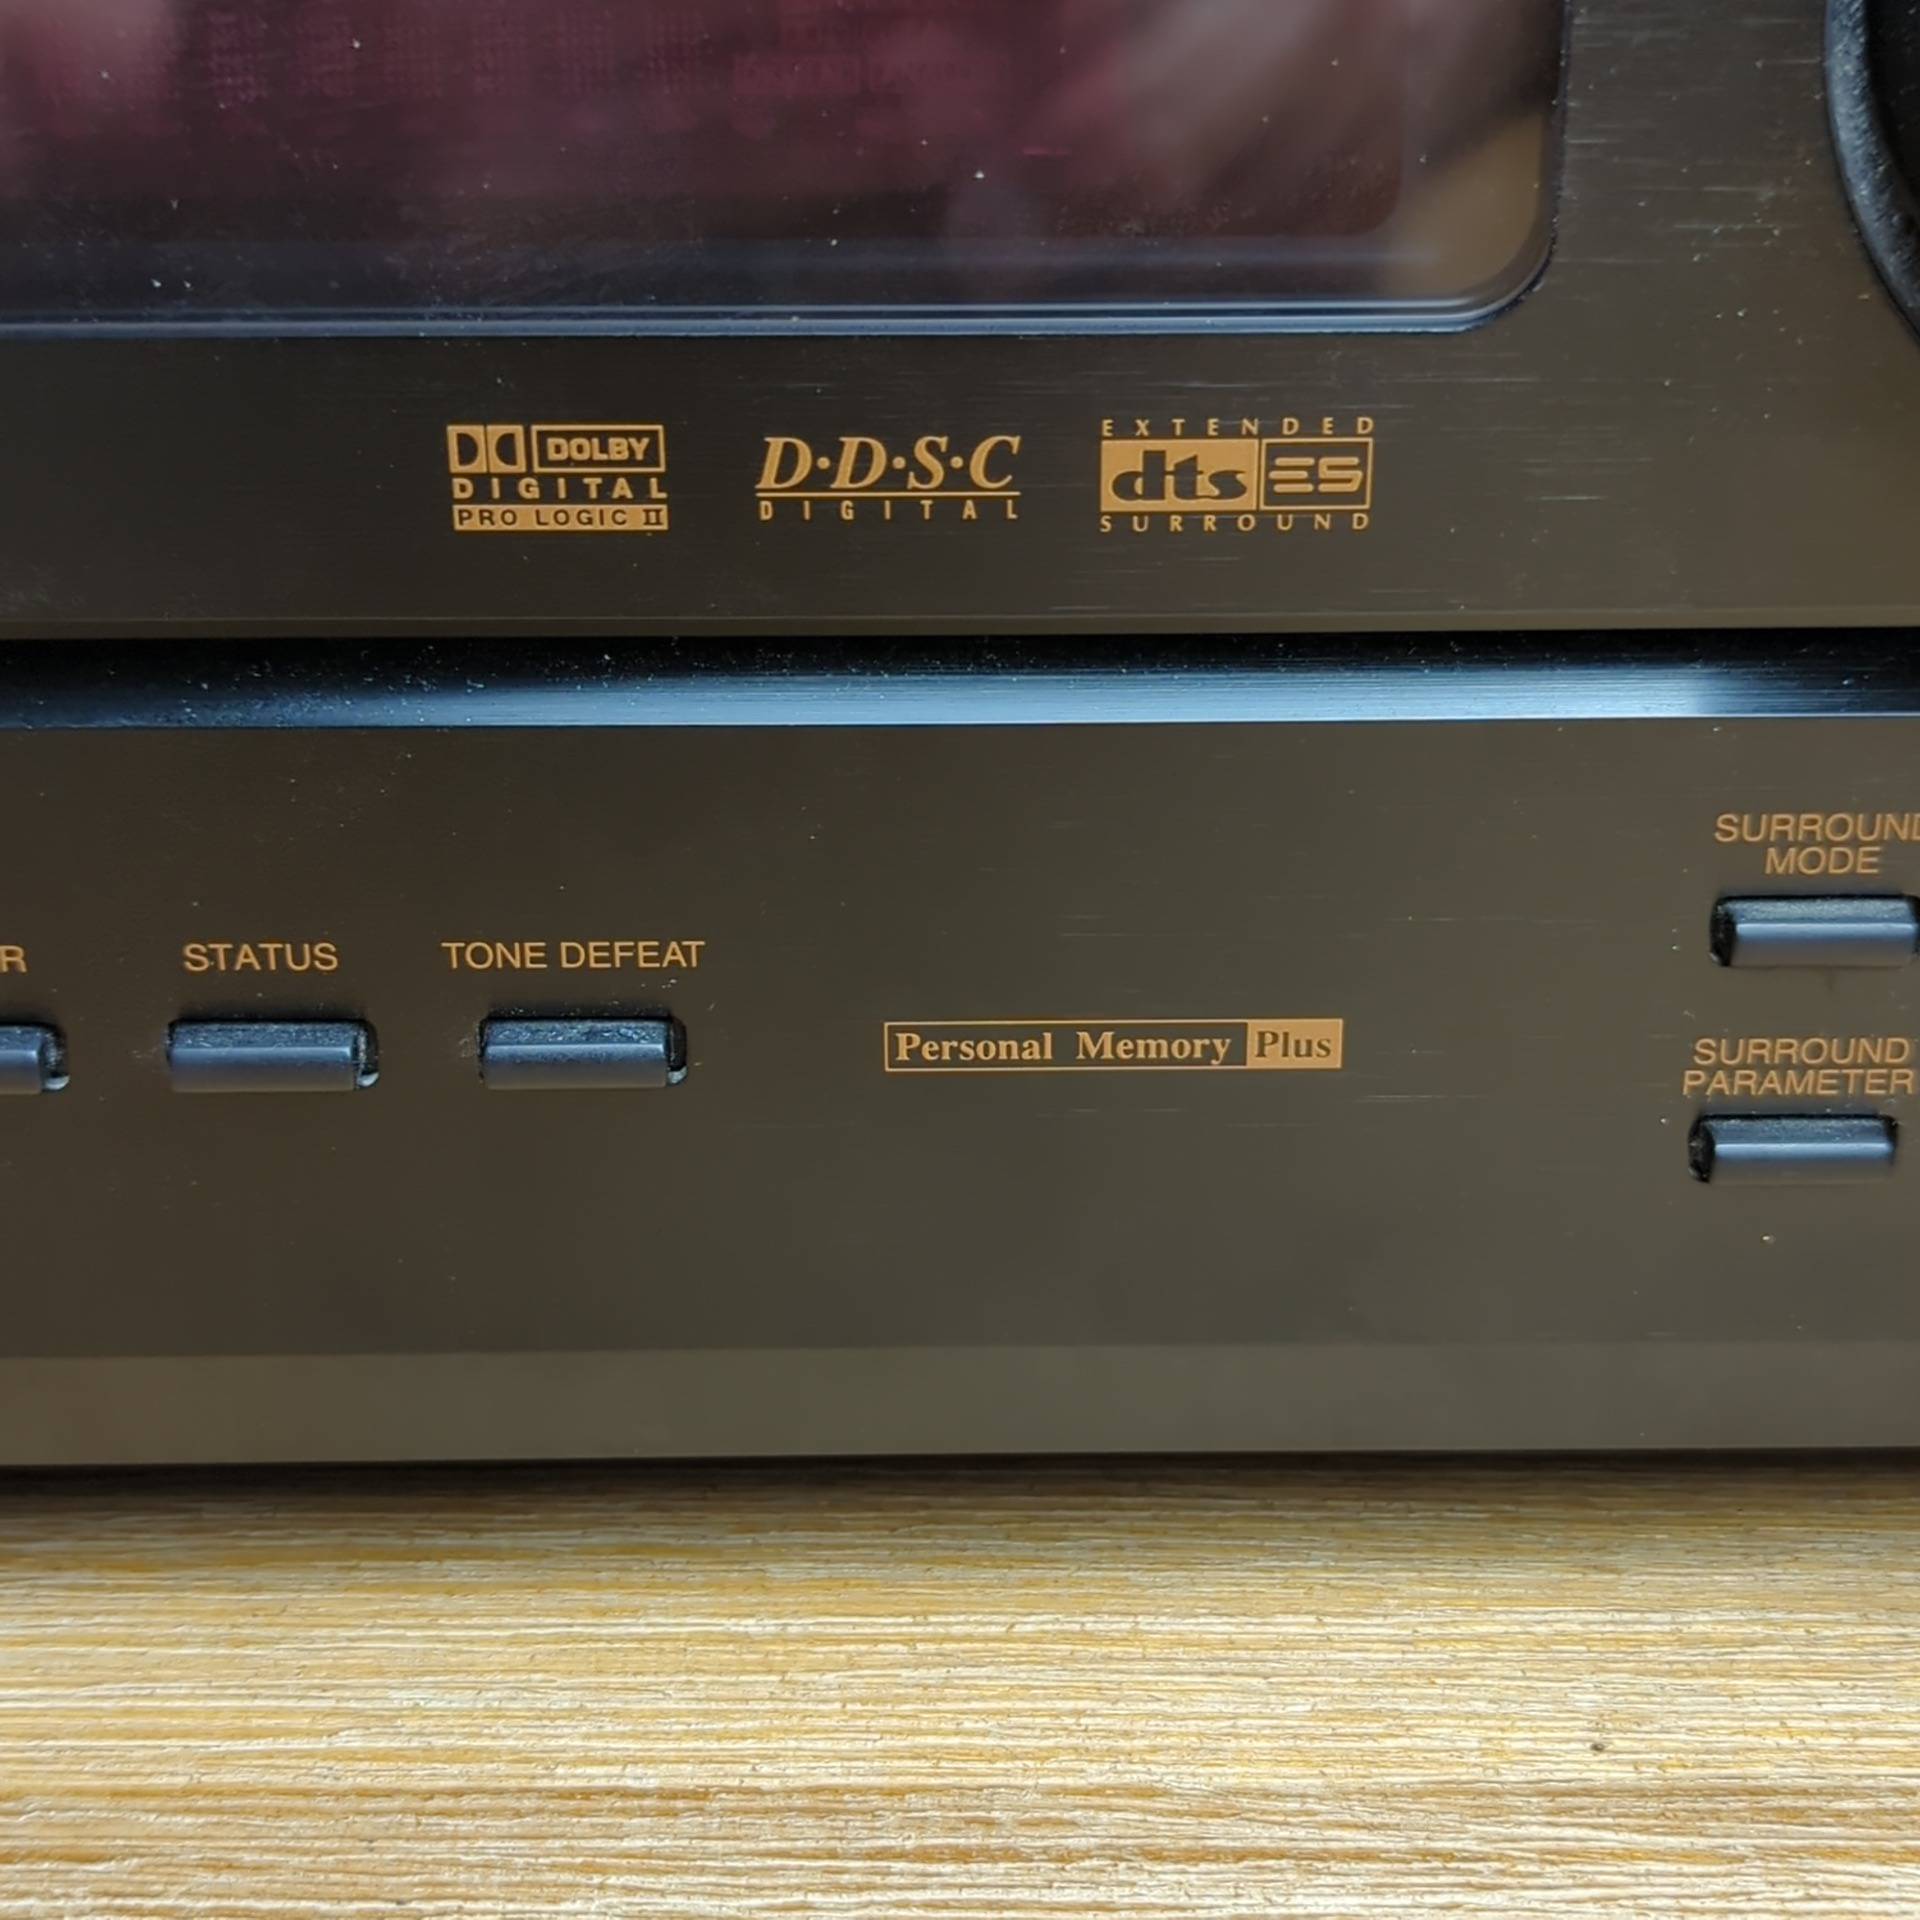 EXTENDED
DOLBY
D·D·S·C
dts ES
DIGITAL
DIGITAL
PRO LOGIC II
SURROUND
SURROUND
MODE
R
STATUS
TONE DEFEAT
Personal Memory Plus
SURROUND
PARAMETER